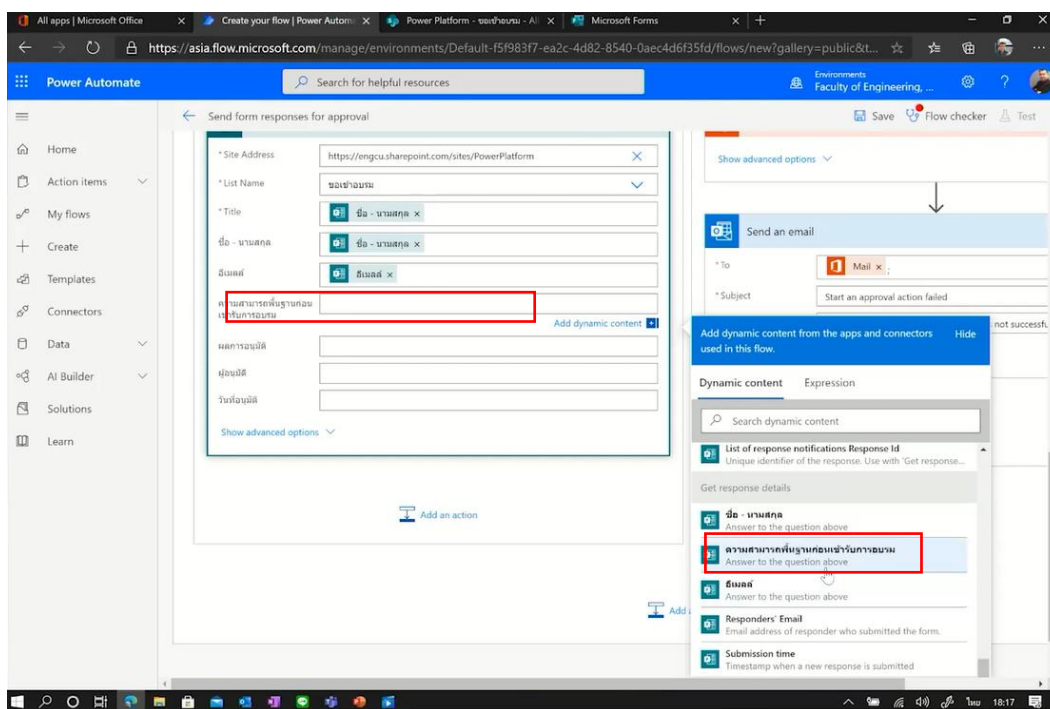 All apps | Microsoft Office
Create your flow | Power Autom
Power Platform - ขอเข้าอบรม - All
Microsoft Forms
https://asia.flow.microsoft.com/manage/environments/Default-f5f983f7-ea2c-4d82-8540-0aec4d6f35fd/flows/new?gallery=public&t...
Power Automate
Search for helpful resources
Environments
Faculty of Engineering, ...
Send form responses for approval
Save
Flow checker
Test
Home
Action items
My flows
Create
Templates
Connectors
Data
AI Builder
Solutions
Learn
* Site Address
https://engcu.sharepoint.com/sites/PowerPlatform
* List Name
ขอเข้าอบรม
* Title
ชื่อ - นามสกุล
ชื่อ - นามสกุล
ชื่อ - นามสกุล
อีเมลล์
อีเมลล์
ความสามารถพื้นฐานก่อน
เข้ารับการอบรม
Add dynamic content
ผลการอนุมัติ
ผู้อนุมัติ
วันที่อนุมัติ
Show advanced options
Add an action
Show advanced options
Send an email
* To
Mail
;
* Subject
Start an approval action failed
not successfu
Add
Add dynamic content from the apps and connectors
used in this flow.
Hide
Dynamic content
Expression
Search dynamic content
List of response notifications Response Id
Unique identifier of the response. Use with 'Get response...
Get response details
ชื่อ - นามสกุล
Answer to the question above
ความสามารถพื้นฐานก่อนเข้ารับการอบรม
Answer to the question above
อีเมลล์
Answer to the question above
Responders' Email
Email address of responder who submitted the form.
Submission time
Timestamp when a new response is submitted
ไทย
18:17